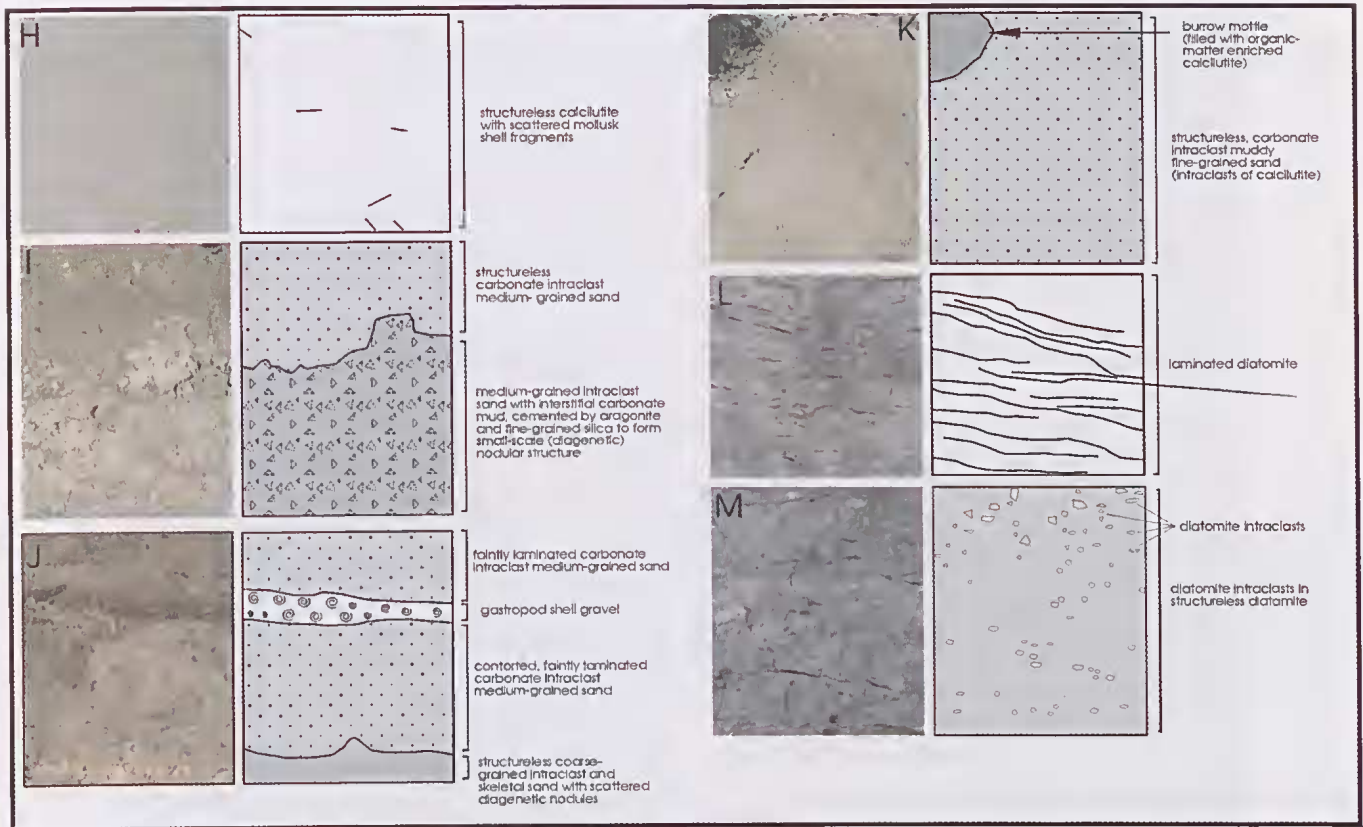 H
structureless calcilutite
with scattered mollusk
shell fragments
I
structureless
carbonate intraclast
medium- grained sand
medium-grained intraclast
sand with interstitial carbonate
mud, cemented by aragonite
and fine-grained silica to form
small-scale (diagenetic)
nodular structure
J
faintly laminated carbonate
intraclast medium-grained sand
gastropod shell gravel
contorted, faintly laminated
carbonate intraclast
medium-grained sand
structureless coarse-
grained intraclast and
skeletal sand with scattered
diagenetic nodules
K
burrow mottle
(filled with organic-
matter enriched
calcilutite)
structureless, carbonate
intraclast muddy
fine-grained sand
(intraclasts of calcilutite)
L
laminated diatomite
M
diatomite intraclasts
diatomite intraclasts in
structureless diatomite